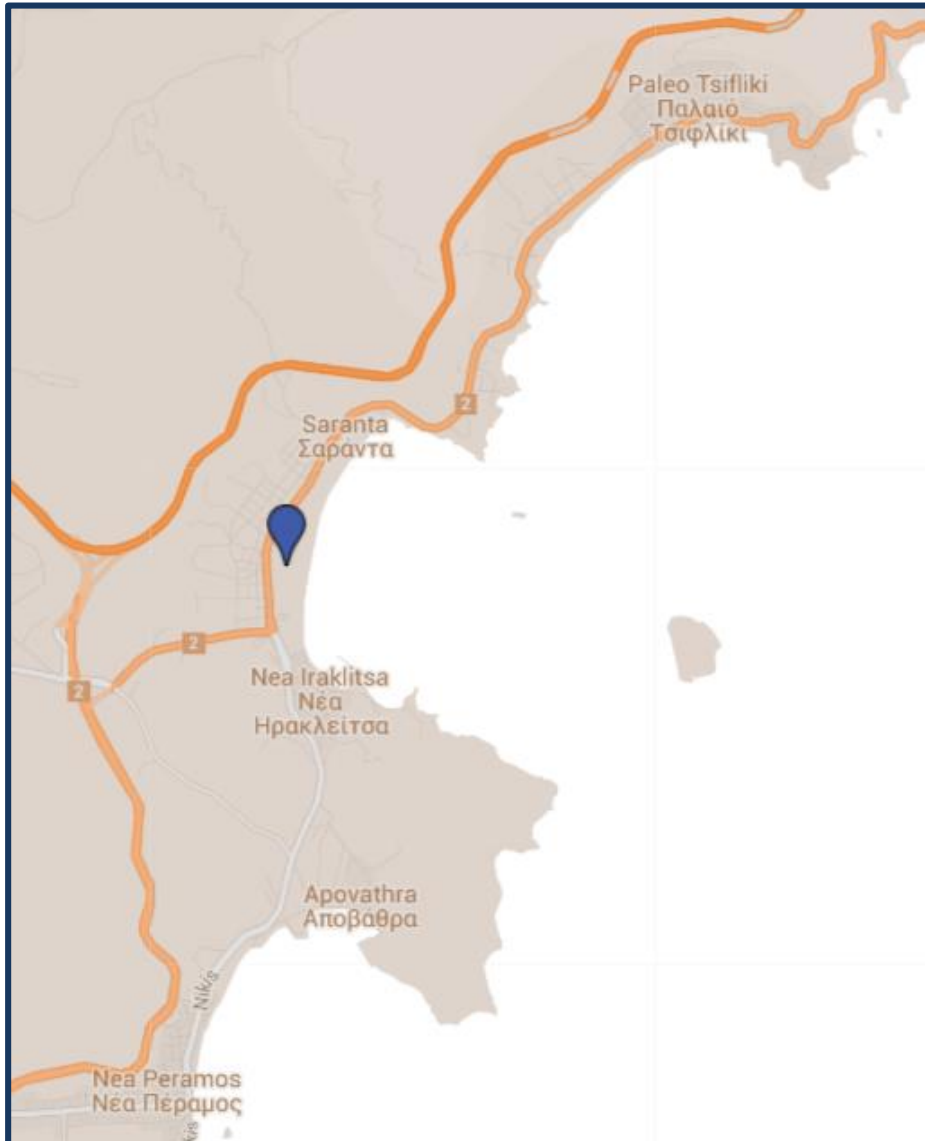 Paleo Tsifliki
Παλαιό
Τσιφλίκι
2
Saranta
Σαράντα
2
2
Nea Iraklitsa
Νέα
Ηρακλείτσα
Apovathra
Αποβάθρα
Nikis
Nea Peramos
Νέα Πέραμος